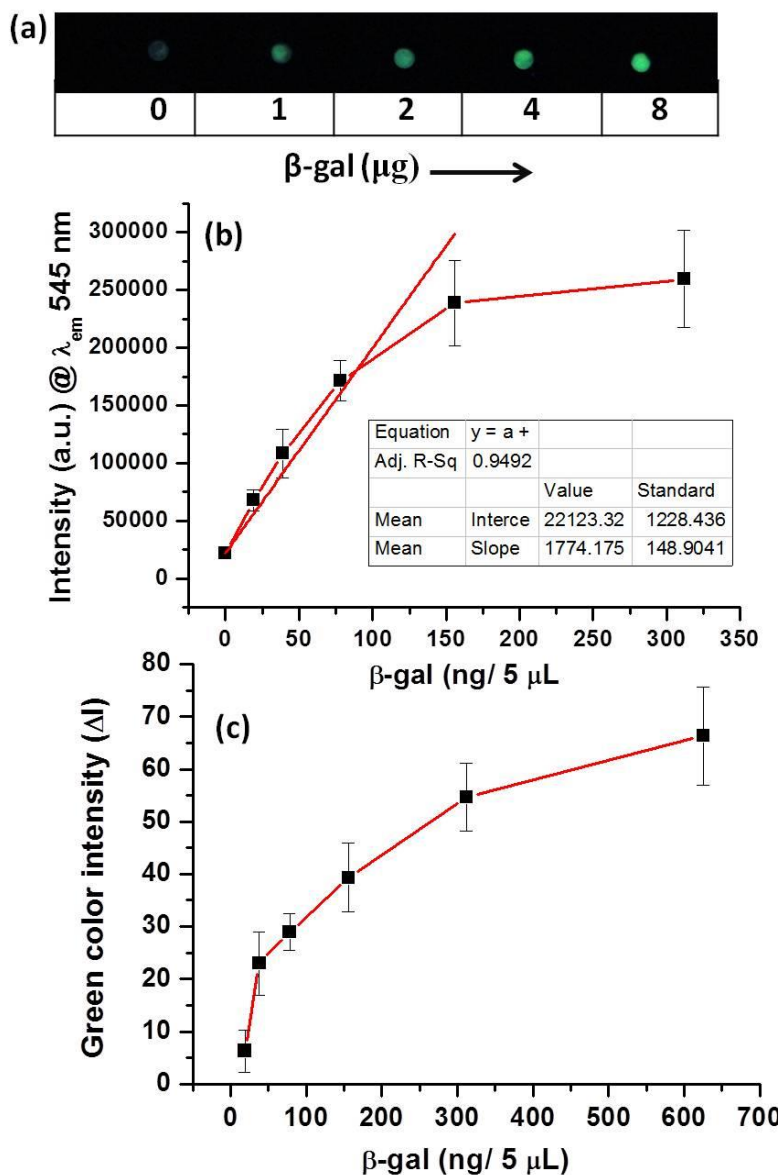 (a)
0 1 2 4 8
β-gal (µg)
(b)
Intensity (a.u.) @ λem 545 nm
300000
250000
200000
150000
100000
50000
0
Equation y = a +
Adj. R-Sq 0.9492
Value Standard
Mean Interce 22123.32 1228.436
Mean Slope 1774.175 148.9041
0 50 100 150 200 250 300 350
β-gal (ng/ 5 µL
(c)
Green color intensity (ΔI)
80
70
60
50
40
30
20
10
0
0 100 200 300 400 500 600 700
β-gal (ng/ 5 µL)